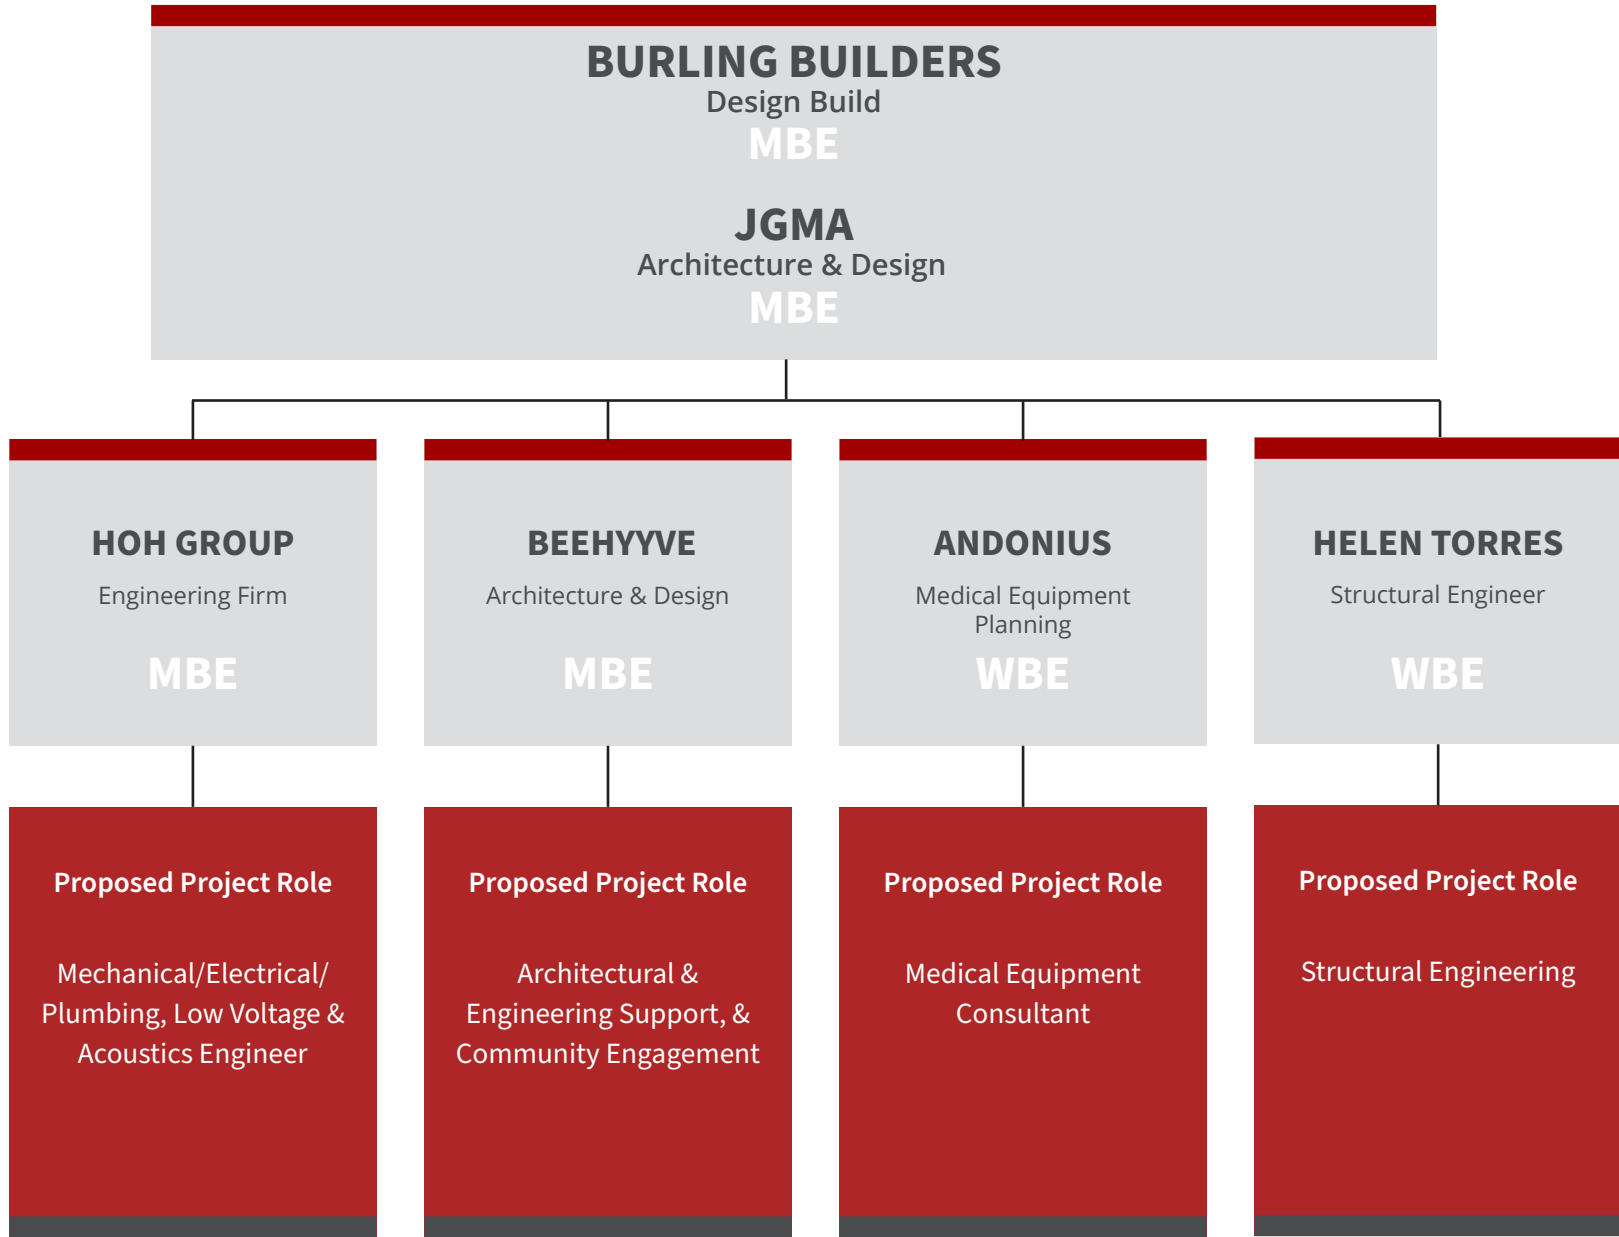 BURLING BUILDERS
Design Build
MBE
JGMA
Architecture & Design
MBE
HOH GROUP
Engineering Firm
MBE
BEEHYYVE
Architecture & Design
MBE
ANDONIUS
Medical Equipment
Planning
WBE
HELEN TORRES
Structural Engineer
WBE
Proposed Project Role
Mechanical/Electrical/
Plumbing, Low Voltage &
Acoustics Engineer
Proposed Project Role
Architectural &
Engineering Support, &
Community Engagement
Proposed Project Role
Medical Equipment
Consultant
Proposed Project Role
Structural Engineering